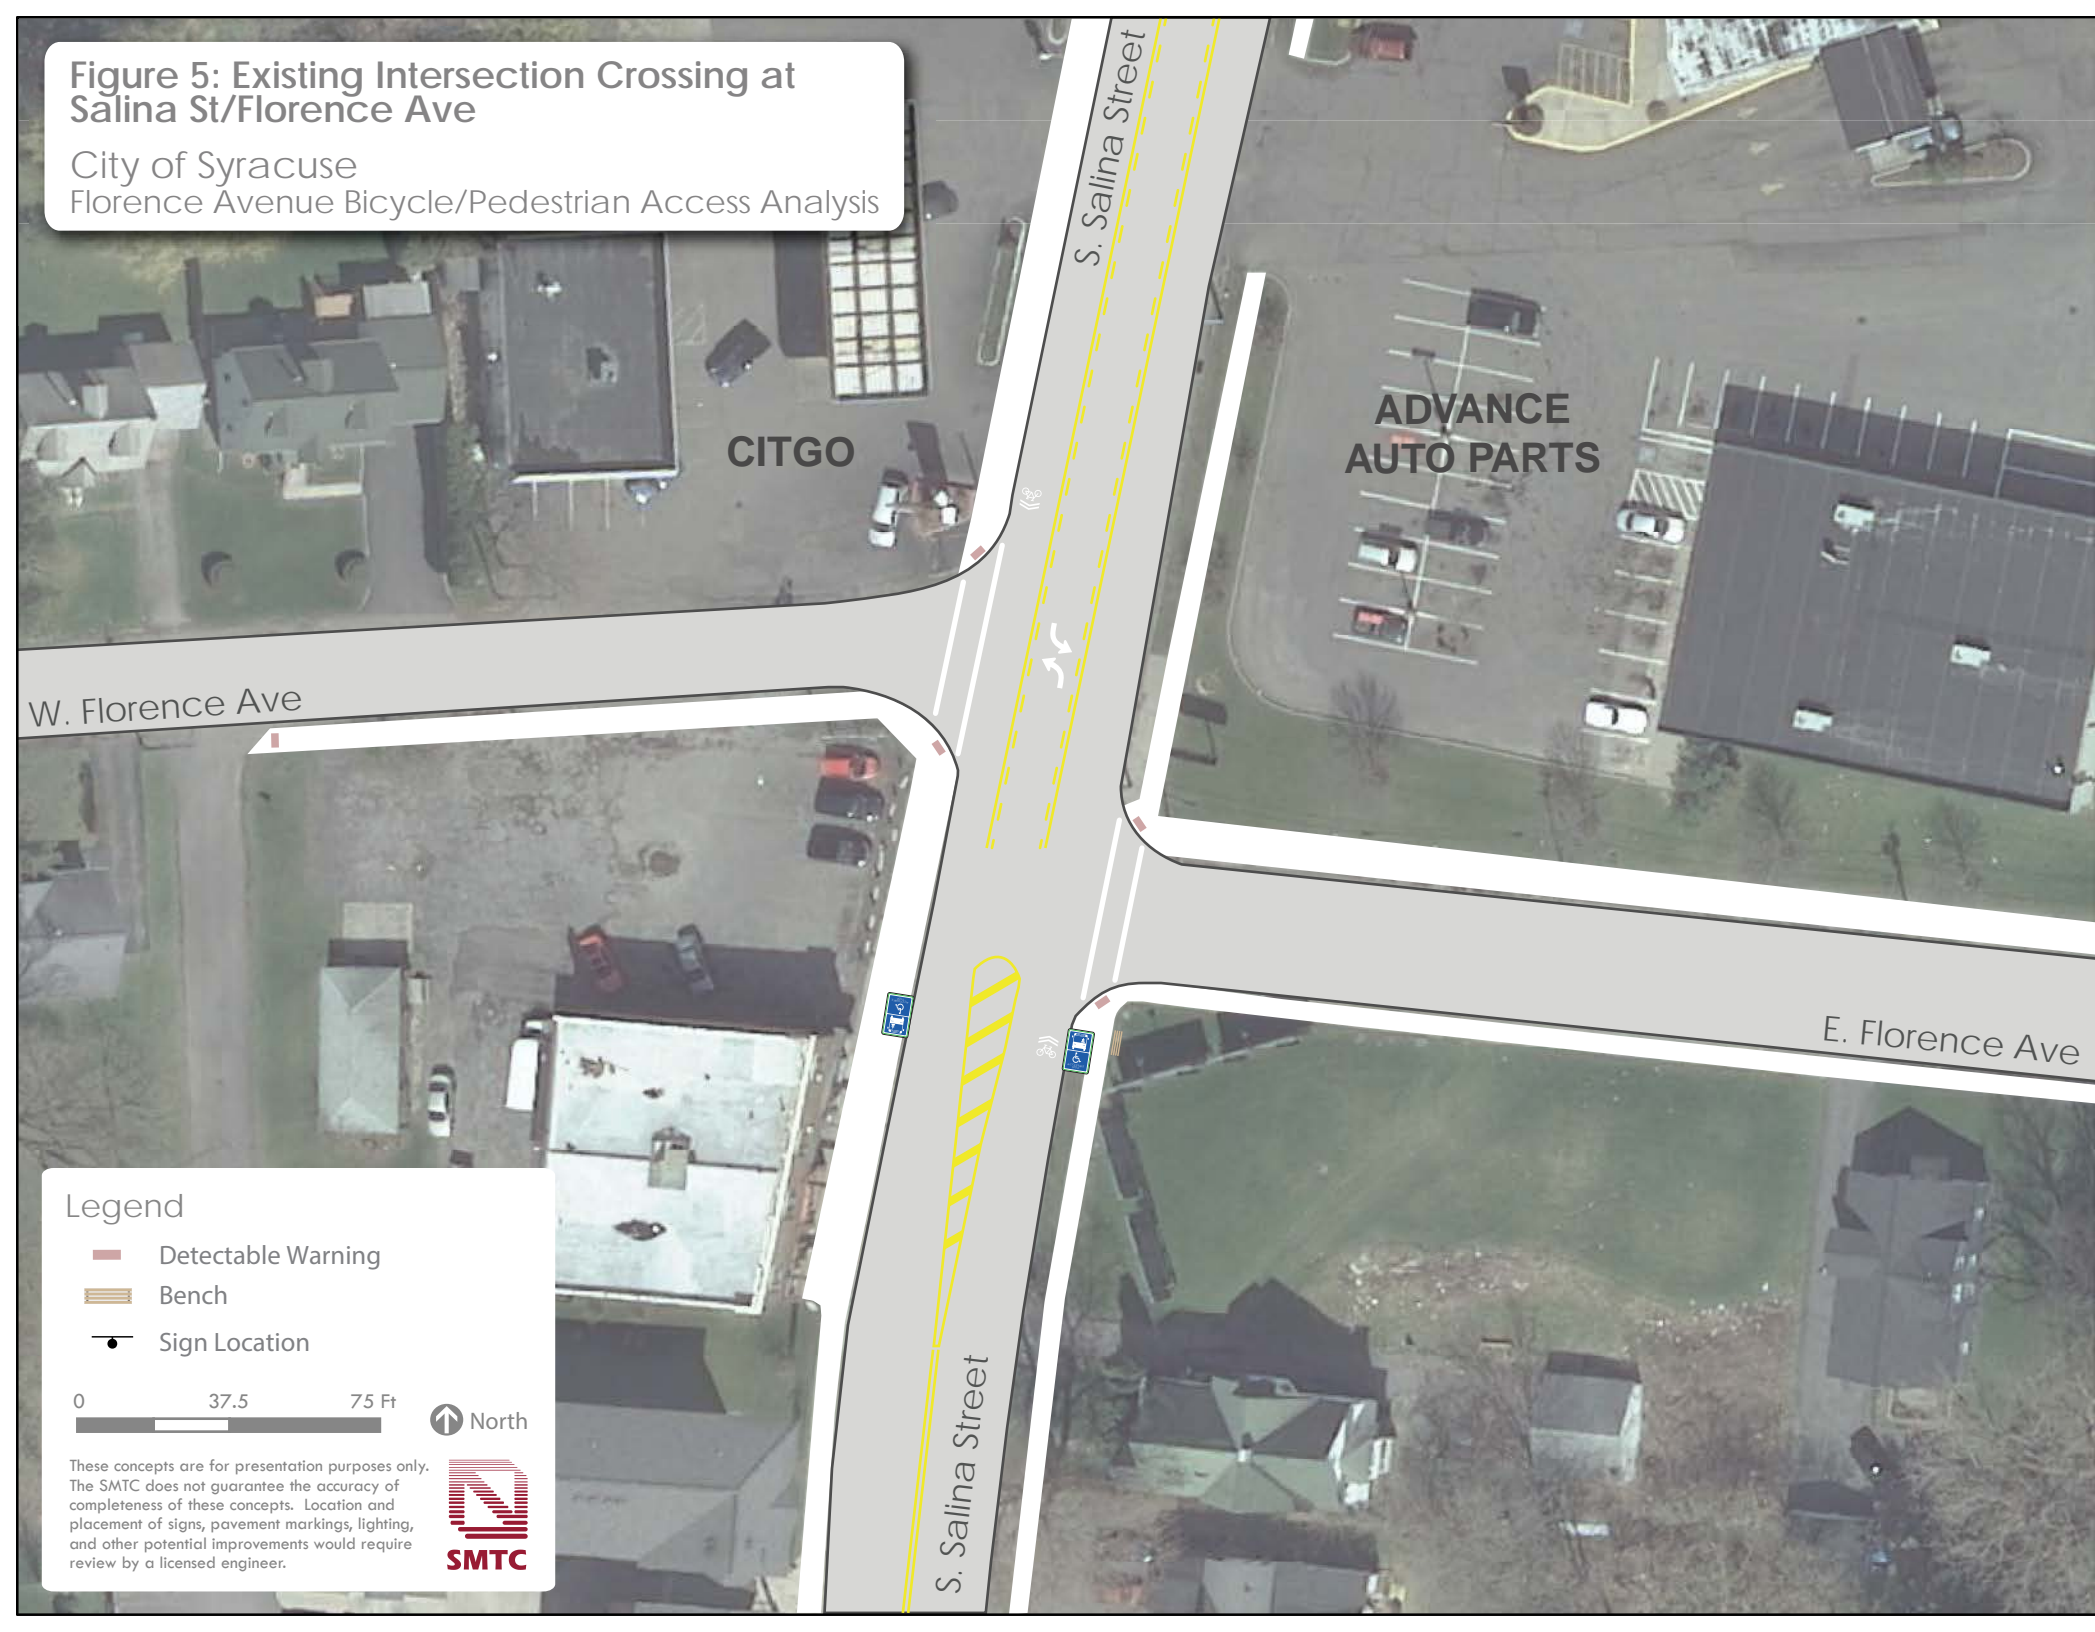 Figure 5: Existing Intersection Crossing at
Salina St/Florence Ave
City of Syracuse
Florence Avenue Bicycle/Pedestrian Access Analysis
S. Salina Street
CITGO
ADVANCE
AUTO PARTS
W. Florence Ave
E. Florence Ave
S. Salina Street
Legend
Detectable Warning
Bench
Sign Location
0 37.5 75 Ft
North
These concepts are for presentation purposes only.
The SMTC does not guarantee the accuracy of
completeness of these concepts. Location and
placement of signs, pavement markings, lighting,
and other potential improvements would require
review by a licensed engineer.
SMTC